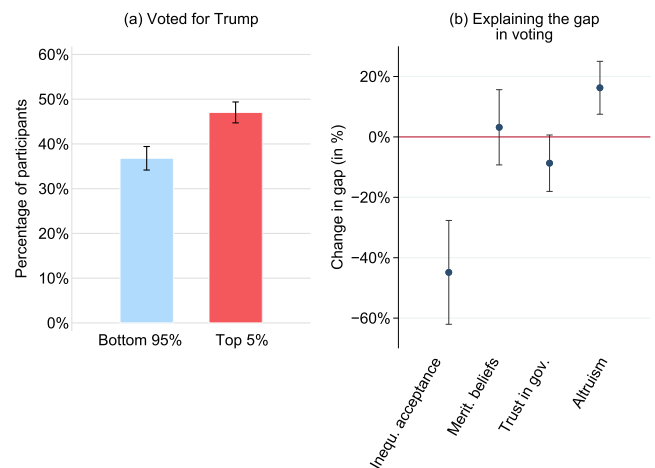 (a) Voted for Trump
Percentage of participants
60%
50%
40%
30%
20%
10%
0%
Bottom 95%
Top 5%
(b) Explaining the gap
in voting
Change in gap (in %)
20%
0%
−20%
−40%
−60%
Inequ. acceptance
Merit. beliefs
Trust in gov.
Altruism